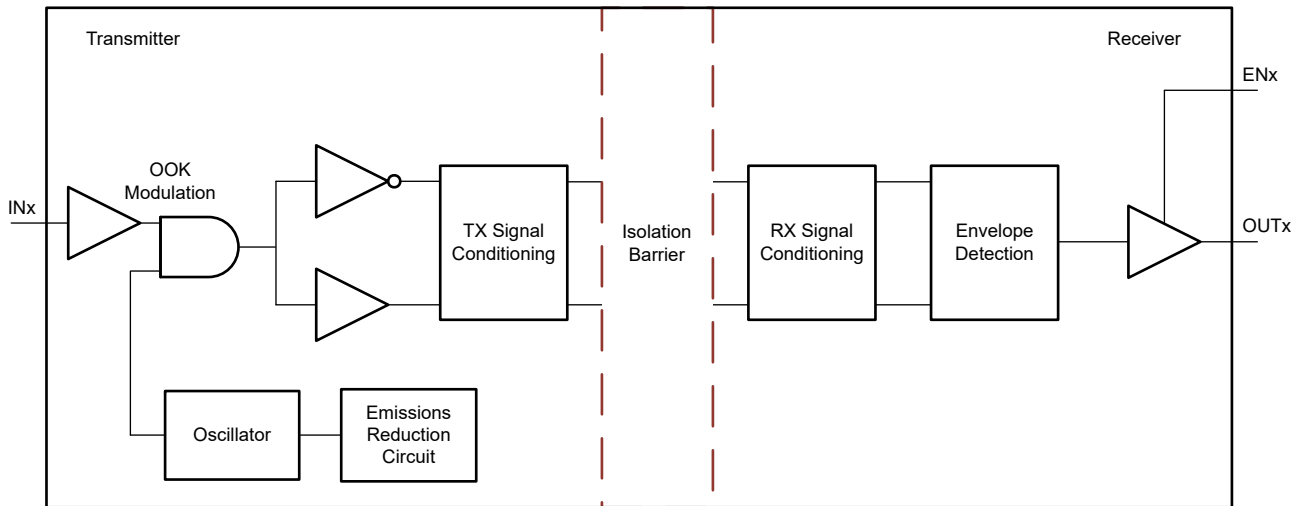 Transmitter
Receiver
ENx
OOK
Modulation
INx
TX Signal
Conditioning
Isolation
Barrier
RX Signal
Conditioning
Envelope
Detection
OUTx
Oscillator
Emissions
Reduction
Circuit